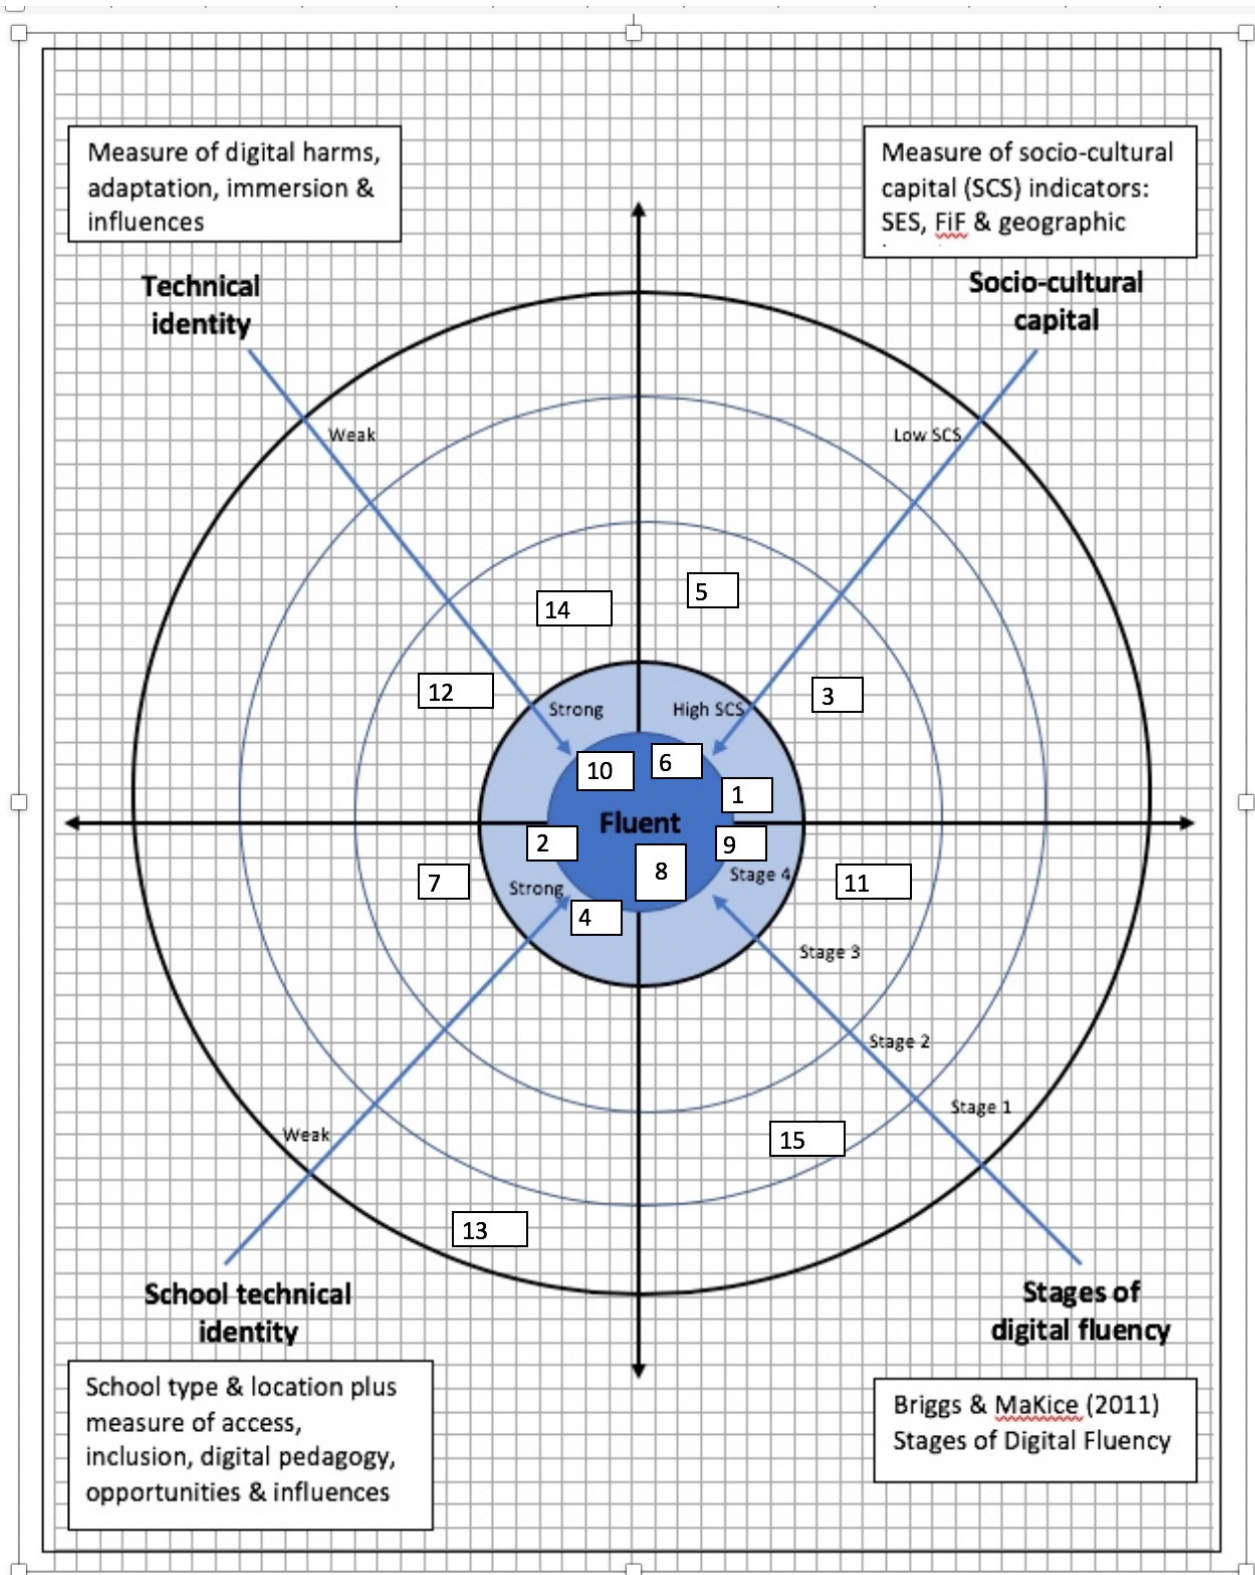 Measure of digital harms,
adaptation, immersion &
influences
Measure of socio-cultural
capital (SCS) indicators:
SES, FiF & geographic
Technical
identity
Socio-cultural
capital
Weak
Low SCS
5
14
12
3
Strong
High SCS
10
6
1
Fluent
2
9
8
7
Strong
Stage 4
11
4
Stage 3
Stage 2
Stage 1
Weak
15
13
School technical
identity
Stages of
digital fluency
School type & location plus
measure of access,
inclusion, digital pedagogy,
opportunities & influences
Briggs & MaKice (2011)
Stages of Digital Fluency